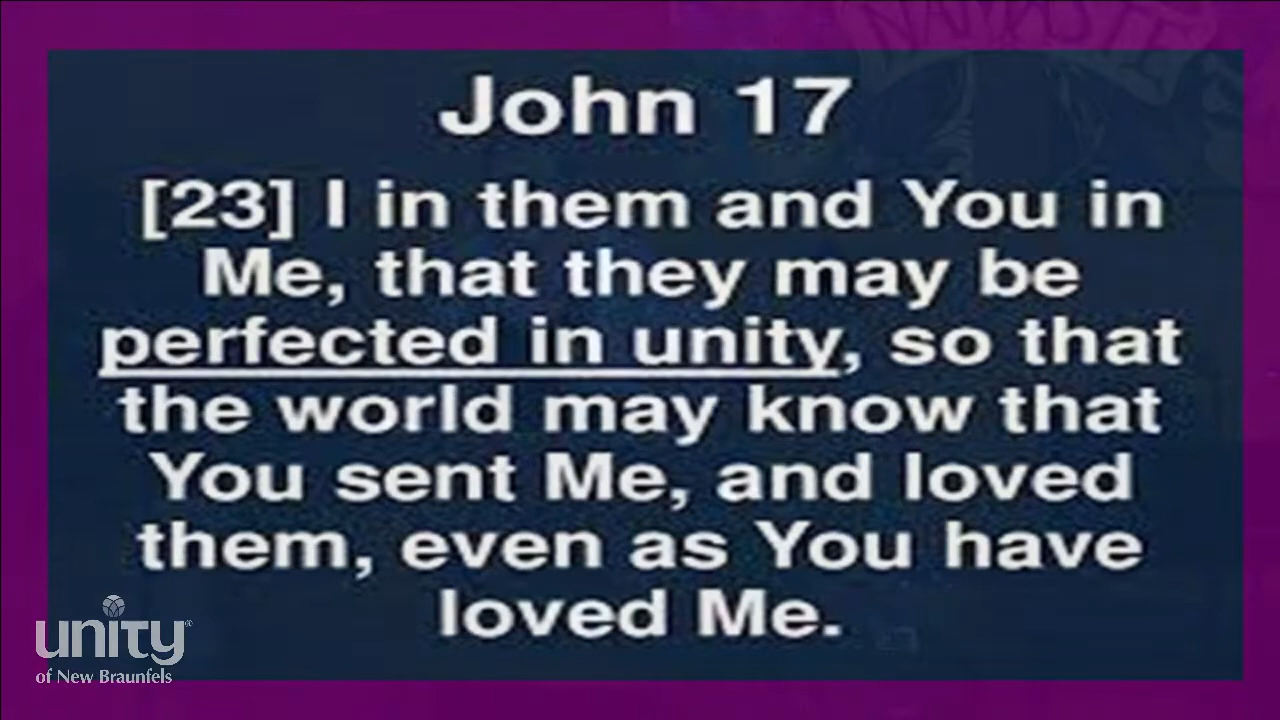 NAMASTE
John 17
[23] I in them and You in
Me, that they may be
perfected in unity, so that
the world may know that
You sent Me, and loved
them, even as You have
loved Me.
unity®
of New Braunfels